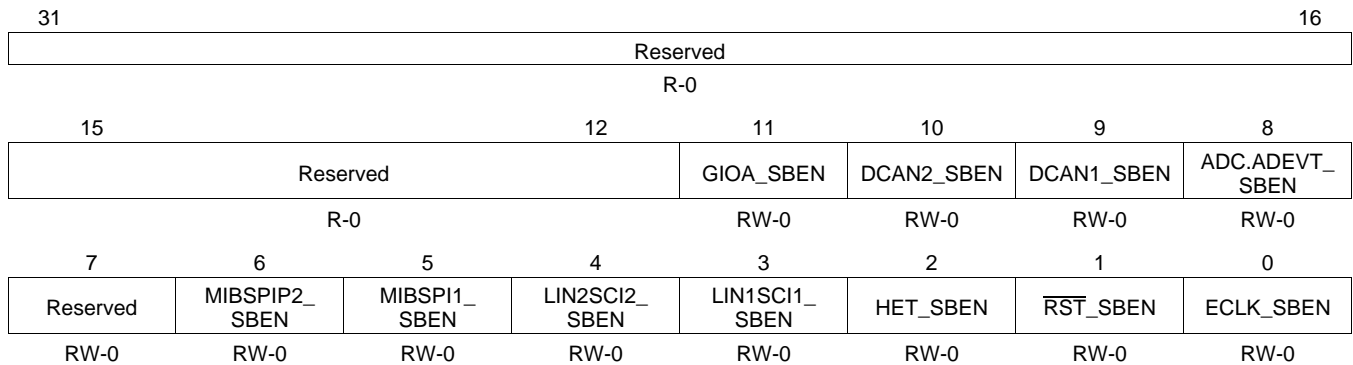 31 16
Reserved
R-0
15 12 11 10 9 8
Reserved GIOA_SBEN DCAN2_SBEN DCAN1_SBEN ADC.ADEVT_
SBEN
R-0 RW-0 RW-0 RW-0 RW-0
7 6 5 4 3 2 1 0
Reserved MIBSPIP2_ MIBSPI1_ LIN2SCI2_ LIN1SCI1_ HET_SBEN R̅S̅T̅_SBEN ECLK_SBEN
SBEN SBEN SBEN SBEN
RW-0 RW-0 RW-0 RW-0 RW-0 RW-0 RW-0 RW-0